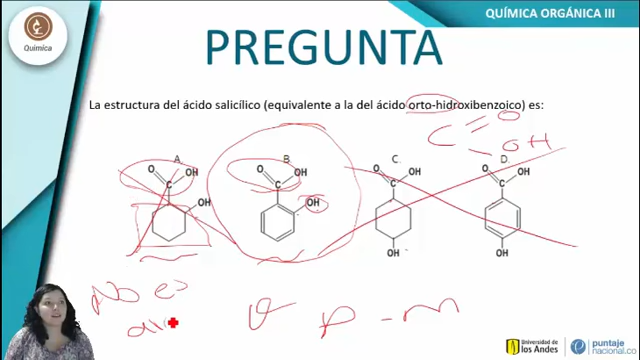 QUÍMICA ORGÁNICA III
Química
PREGUNTA
La estructura del ácido salicílico (equivalente a la del ácido orto-hidroxibenzoico) es:
C O
OH
A. B. C. D.
O OH O OH O OH O OH
C C C C
OH OH
OH OH
No es
o p - m
Universidad de los Andes
puntaje nacional.co